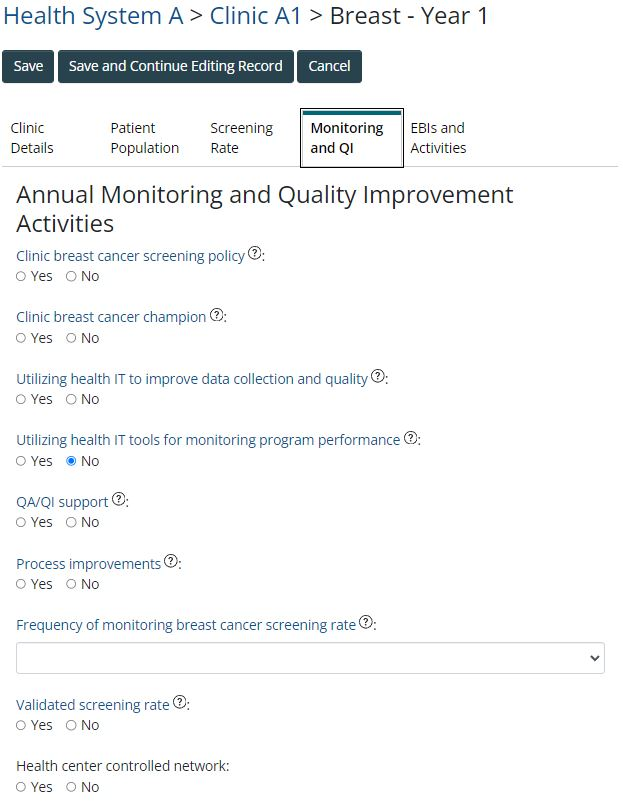 Health System A > Clinic A1 > Breast - Year 1
Save Save and Continue Editing Record Cancel
Clinic Details
Patient Population
Screening Rate
Monitoring and QI
EBIs and Activities
Annual Monitoring and Quality Improvement
Activities
Clinic breast cancer screening policy ?:
Yes No
Clinic breast cancer champion ?:
Yes No
Utilizing health IT to improve data collection and quality ?:
Yes No
Utilizing health IT tools for monitoring program performance ?:
Yes No
QA/QI support ?:
Yes No
Process improvements ?:
Yes No
Frequency of monitoring breast cancer screening rate ?:
Validated screening rate ?:
Yes No
Health center controlled network:
Yes No